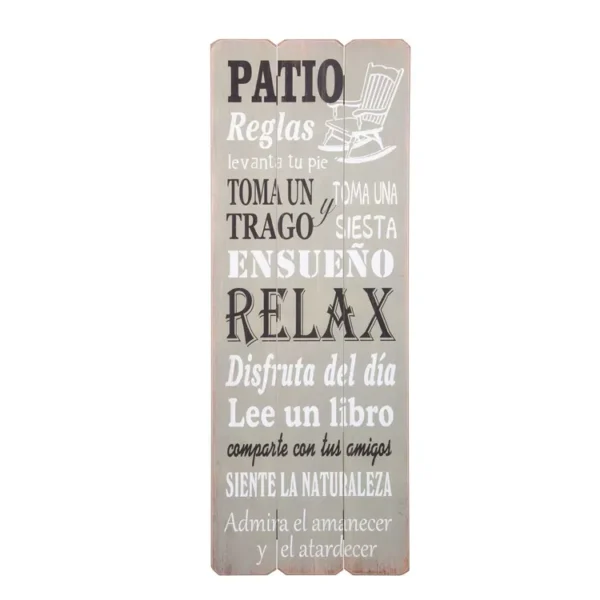 PATIO
Reglas
levanta tu pie
TOMA UN TRAGO
y
TOMA UNA SIESTA
ENSUEÑO
RELAX
Disfruta del día
Lee un libro
comparte con tus amigos
SIENTE LA NATURALEZA
Admira el amanecer
y el atardecer